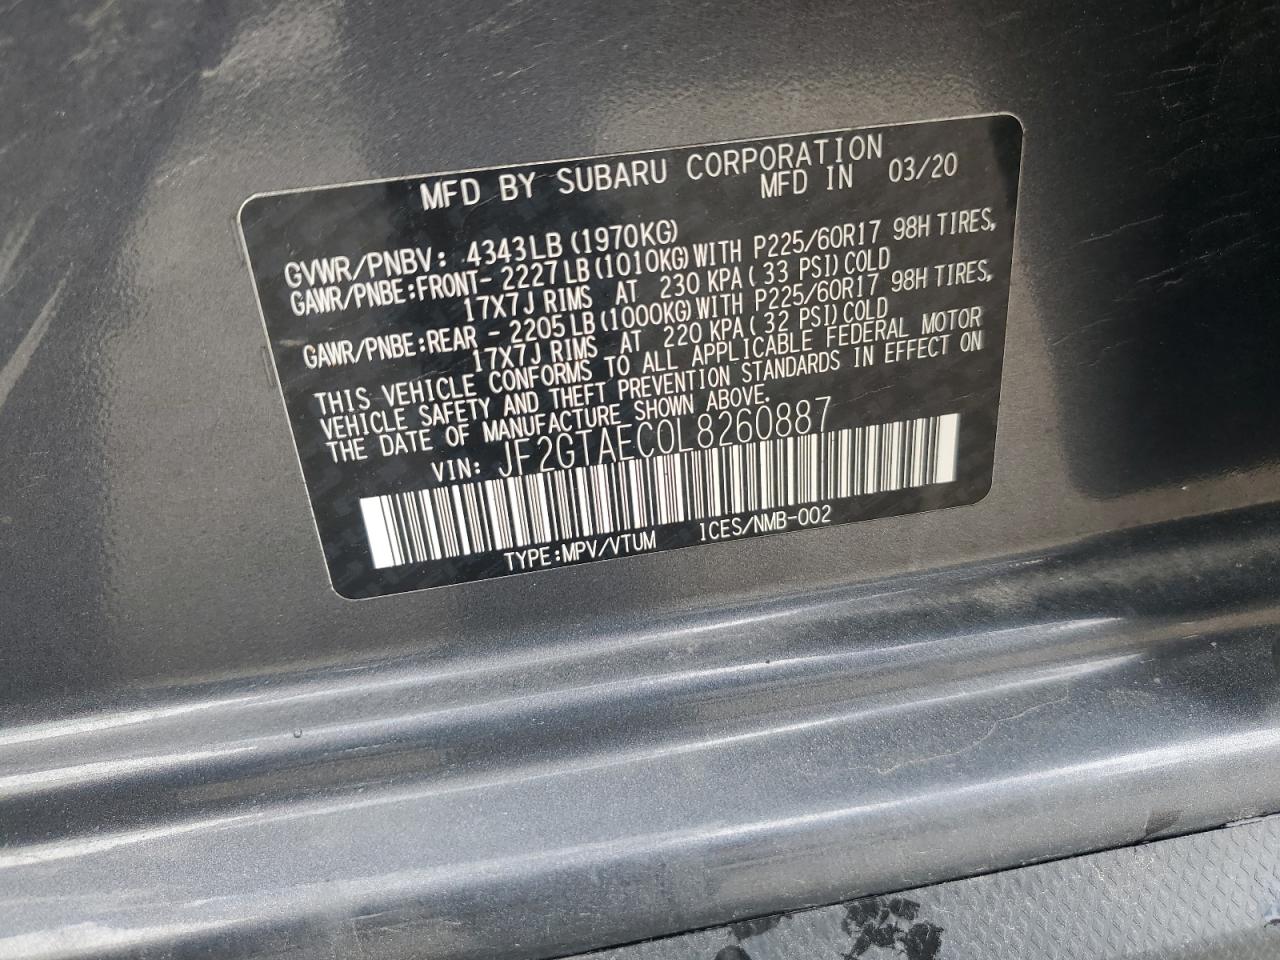 MFD BY SUBARU CORPORATION
MFD IN 03/20
GVWR/PNBV: 4343LB(1970KG)
GAWR/PNBE:FRONT-2227LB(1010KG)WITH P225/60R17 98H TIRES,
17X7J RIMS AT 230 KPA(33 PSI)COLD
GAWR/PNBE:REAR -2205LB(1000KG)WITH P225/60R17 98H TIRES,
17X7J RIMS AT 220 KPA(32 PSI)COLD
THIS VEHICLE CONFORMS TO ALL APPLICABLE FEDERAL MOTOR
VEHICLE SAFETY AND THEFT PREVENTION STANDARDS IN EFFECT ON
THE DATE OF MANUFACTURE SHOWN ABOVE.
VIN: JF2GTAEC0L8260887
TYPE:MPV/VTUM ICES/NMB-002